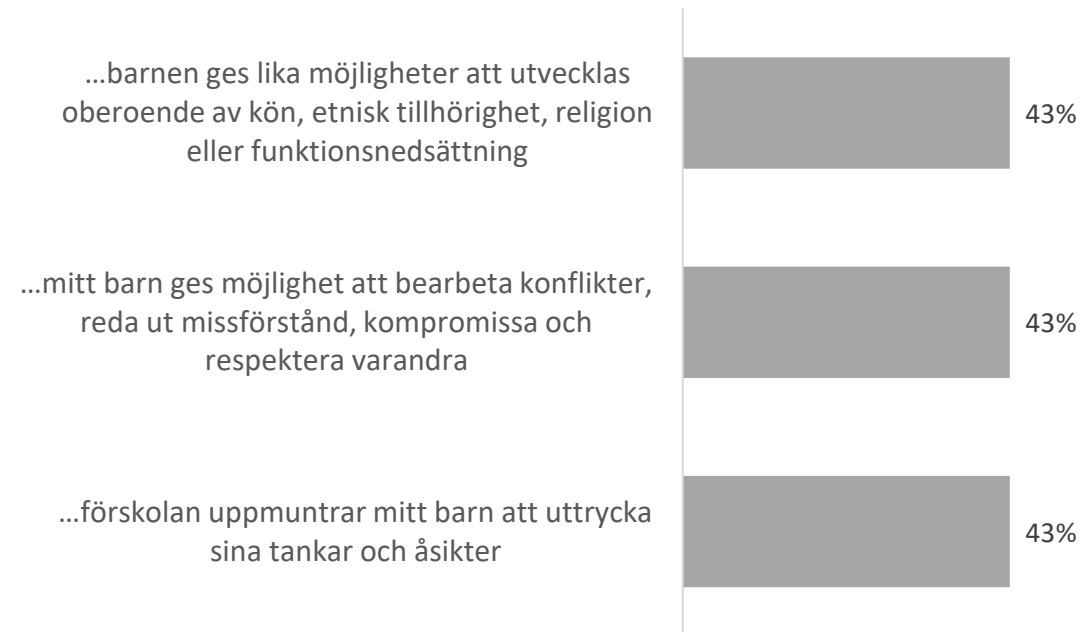 ...barnen ges lika möjligheter att utvecklas
oberoende av kön, etnisk tillhörighet, religion
eller funktionsnedsättning
43%
...mitt barn ges möjlighet att bearbeta konflikter,
reda ut missförstånd, kompromissa och
respektera varandra
43%
...förskolan uppmuntrar mitt barn att uttrycka
sina tankar och åsikter
43%